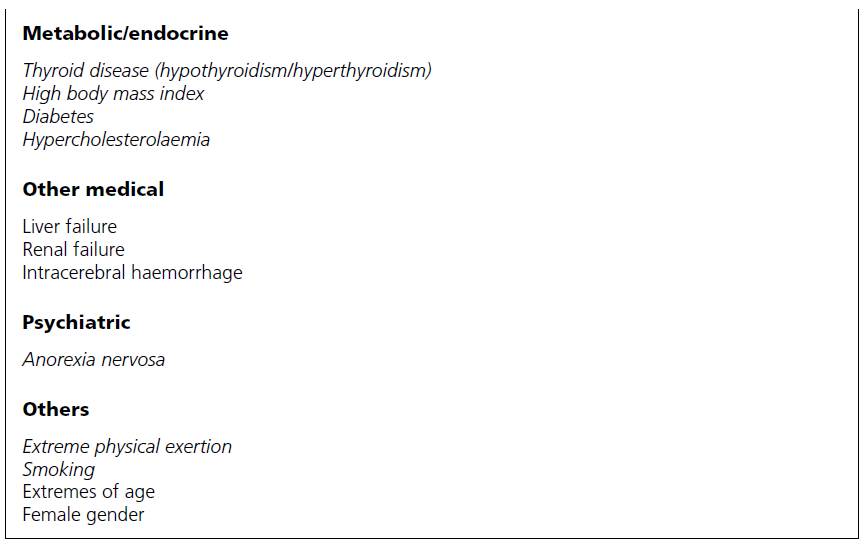 Metabolic/endocrine
Thyroid disease (hypothyroidism/hyperthyroidism)
High body mass index
Diabetes
Hypercholesterolaemia
Other medical
Liver failure
Renal failure
Intracerebral haemorrhage
Psychiatric
Anorexia nervosa
Others
Extreme physical exertion
Smoking
Extremes of age
Female gender